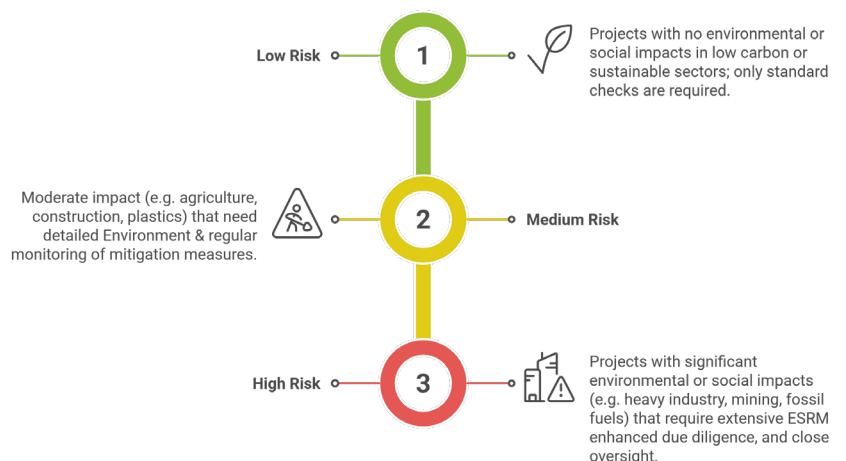 Low Risk
1
Projects with no environmental or
social impacts in low carbon or
sustainable sectors; only standard
checks are required.
Moderate impact (e.g. agriculture,
construction, plastics) that need
detailed Environment & regular
monitoring of mitigation measures.
2
Medium Risk
High Risk
3
Projects with significant
environmental or social impacts
(e.g. heavy industry, mining, fossil
fuels) that require extensive ESRM
enhanced due diligence, and close
oversight.